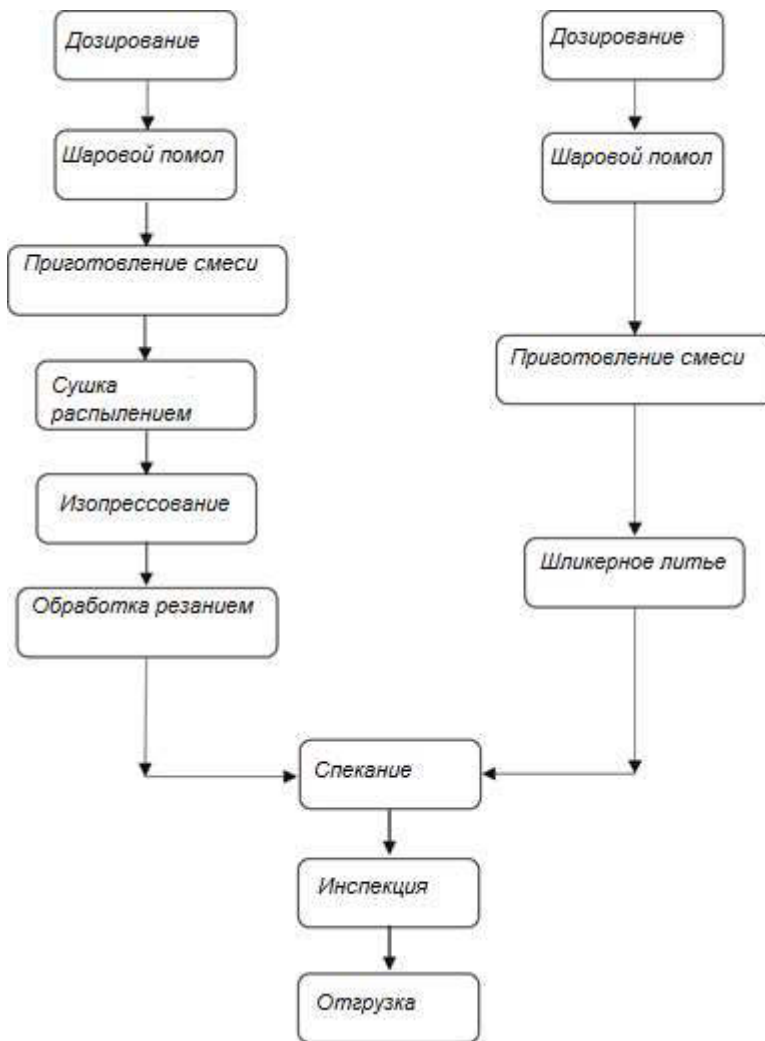 Дозирование
Шаровой помол
Приготовление смеси
Сушка
распылением
Изопрессование
Обработка резанием
Дозирование
Шаровой помол
Приготовление смеси
Шликерное литье
Спекание
Инспекция
Отгрузка